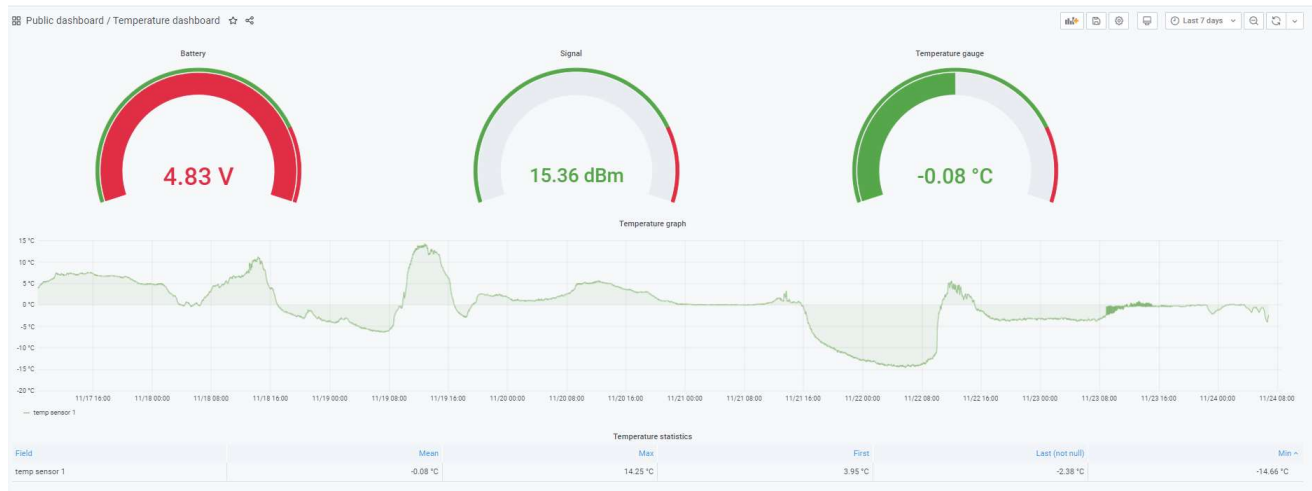 Public dashboard / Temperature dashboard
Last 7 days
Battery
4.83 V
Signal
15.36 dBm
Temperature gauge
-0.08 °C
Temperature graph
15 °C
10 °C
5 °C
0 °C
-5 °C
-10 °C
-15 °C
-20 °C
11/17 16:00 11/18 00:00 11/18 08:00 11/18 16:00 11/19 00:00 11/19 08:00 11/19 16:00 11/20 00:00 11/20 08:00 11/20 16:00 11/21 00:00 11/21 08:00 11/21 16:00 11/22 00:00 11/22 08:00 11/22 16:00 11/23 00:00 11/23 08:00 11/23 16:00 11/24 00:00 11/24 08:00
temp sensor 1
Temperature statistics
Field Mean Max First Last (not null) Min
temp sensor 1 -0.08 °C 14.25 °C 3.95 °C -2.38 °C -14.66 °C